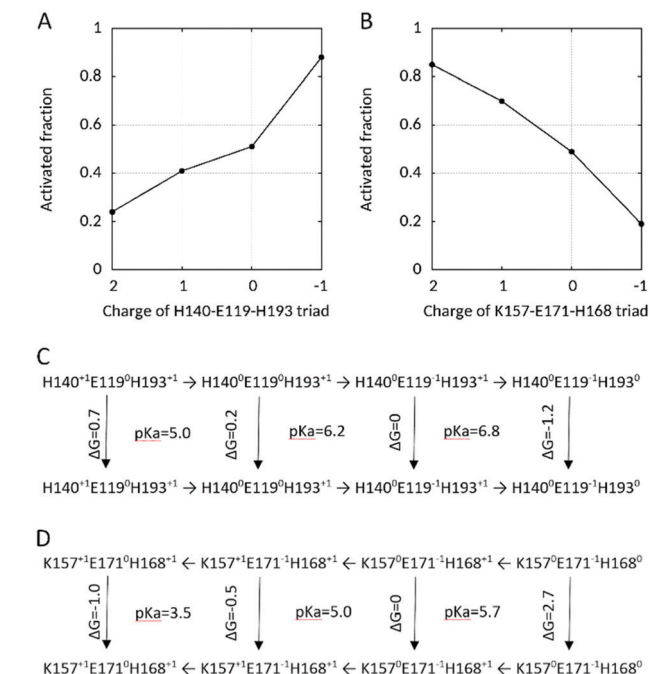 A
B
1
0.8
0.6
0.4
0.2
0
2 1 0 -1
Activated fraction
Charge of H140-E119-H193 triad
1
0.8
0.6
0.4
0.2
0
2 1 0 -1
Activated fraction
Charge of K157-E171-H168 triad
C
H140⁺¹E119⁰H193⁺¹ → H140⁰E119⁰H193⁺¹ → H140⁰E119⁻¹H193⁺¹ → H140⁰E119⁻¹H193⁰
ΔG=0.7 pKa=5.0 ΔG=0.2 pKa=6.2 ΔG=0 pKa=6.8 ΔG=-1.2
H140⁺¹E119⁰H193⁺¹ → H140⁰E119⁰H193⁺¹ → H140⁰E119⁻¹H193⁺¹ → H140⁰E119⁻¹H193⁰
D
K157⁺¹E171⁰H168⁺¹ ← K157⁺¹E171⁻¹H168⁺¹ ← K157⁰E171⁻¹H168⁺¹ ← K157⁰E171⁻¹H168⁰
ΔG=-1.0 pKa=3.5 ΔG=-0.5 pKa=5.0 ΔG=0 pKa=5.7 ΔG=2.7
K157⁺¹E171⁰H168⁺¹ ← K157⁺¹E171⁻¹H168⁺¹ ← K157⁰E171⁻¹H168⁺¹ ← K157⁰E171⁻¹H168⁰